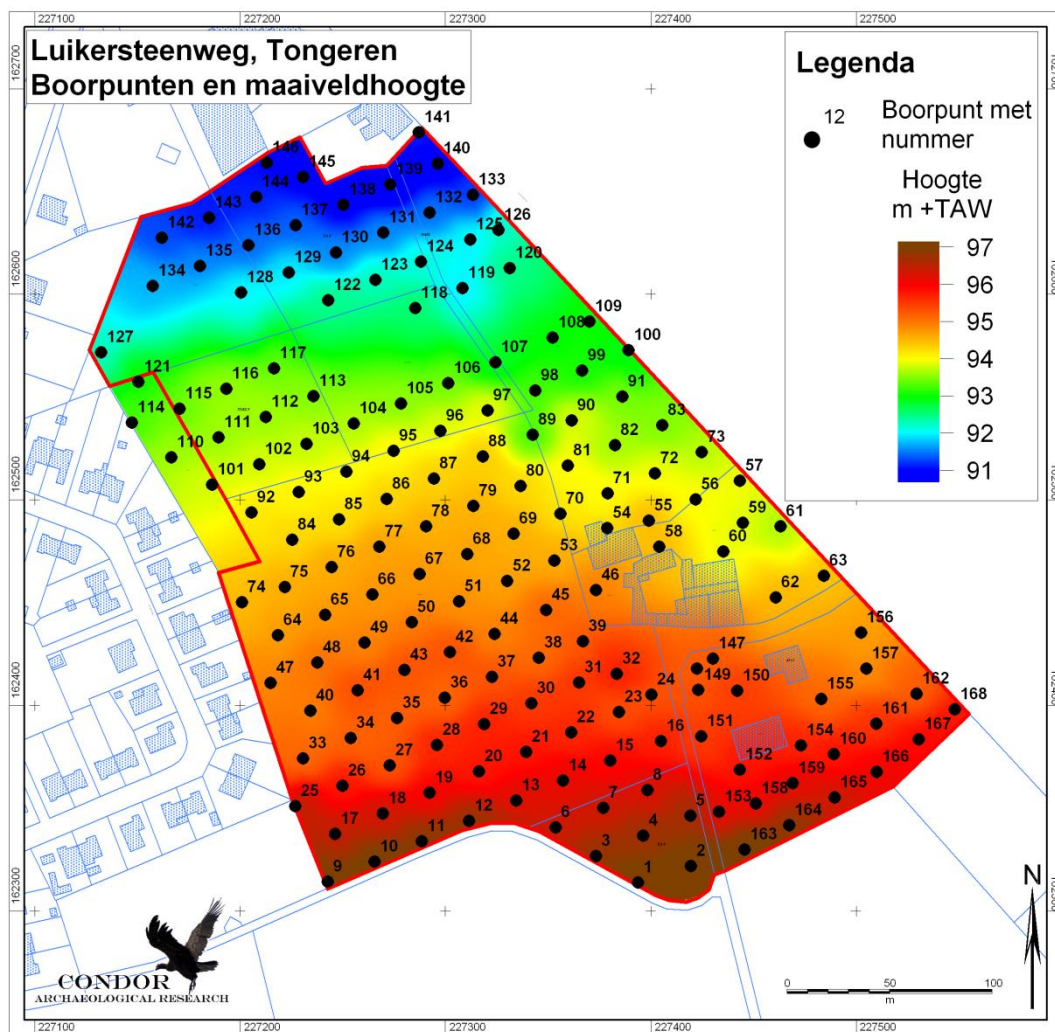 227100 227200 227300 227400 227500
Luikersteenweg, Tongeren
Boorpunten en maaiveldhoogte
Legenda
12 Boorpunt met
nummer
Hoogte
m +TAW
97
96
95
94
93
92
91
162700
162600
162500
162400
162300
141
146 140
145
144 138 139 133
143 137 132
142 136 131 126
135 130 125
134 129 124 120
128 123 119
122 118
109
127 108 100
117 107
121 116 106 99
115 113 105 98 91
114 112 104 97 90 83
111 103 96 89 82 73
110 102 95 88 81 72
101 94 87 80 71 57
93 86 79 70 56
92 85 78 69 55 59 61
84 77 68 54 58 60
76 67 53 63
75 66 52 46 62
74 65 51 45
64 50 44 39 156
49 42 38 147
48 43 37 32 157
47 41 36 31 24 149 150 162
40 35 30 23 155 168
34 29 22 16 151 161 167
33 28 21 15 154 160
27 20 14 152 166
26 19 13 8 159
25 18 12 7 5 158 165
17 11 6 4 153 164
10 3 163
9 1 2
N
CONDOR
ARCHAEOLOGICAL RESEARCH
0 50 100
m
227100 227200 227300 227400 227500